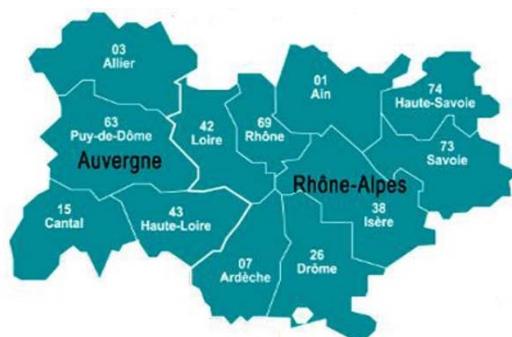 03
Allier
01
Ain
74
Haute-Savoie
63
Puy-de-Dôme
42
Loire
69
Rhône
73
Savoie
Auvergne
Rhône-Alpes
15
Cantal
43
Haute-Loire
38
Isère
07
Ardèche
26
Drôme